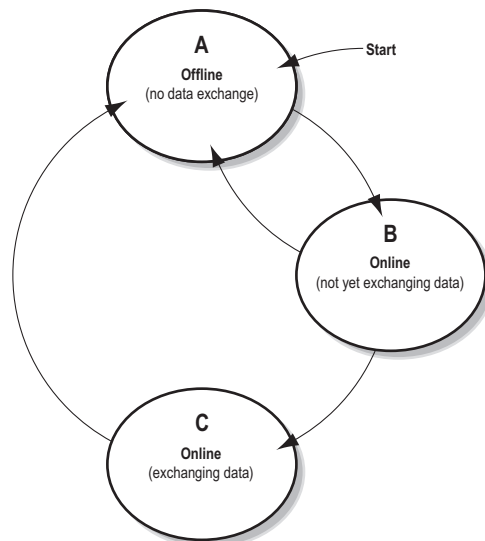 A
Offline
(no data exchange)
Start
B
Online
(not yet exchanging data)
C
Online
(exchanging data)